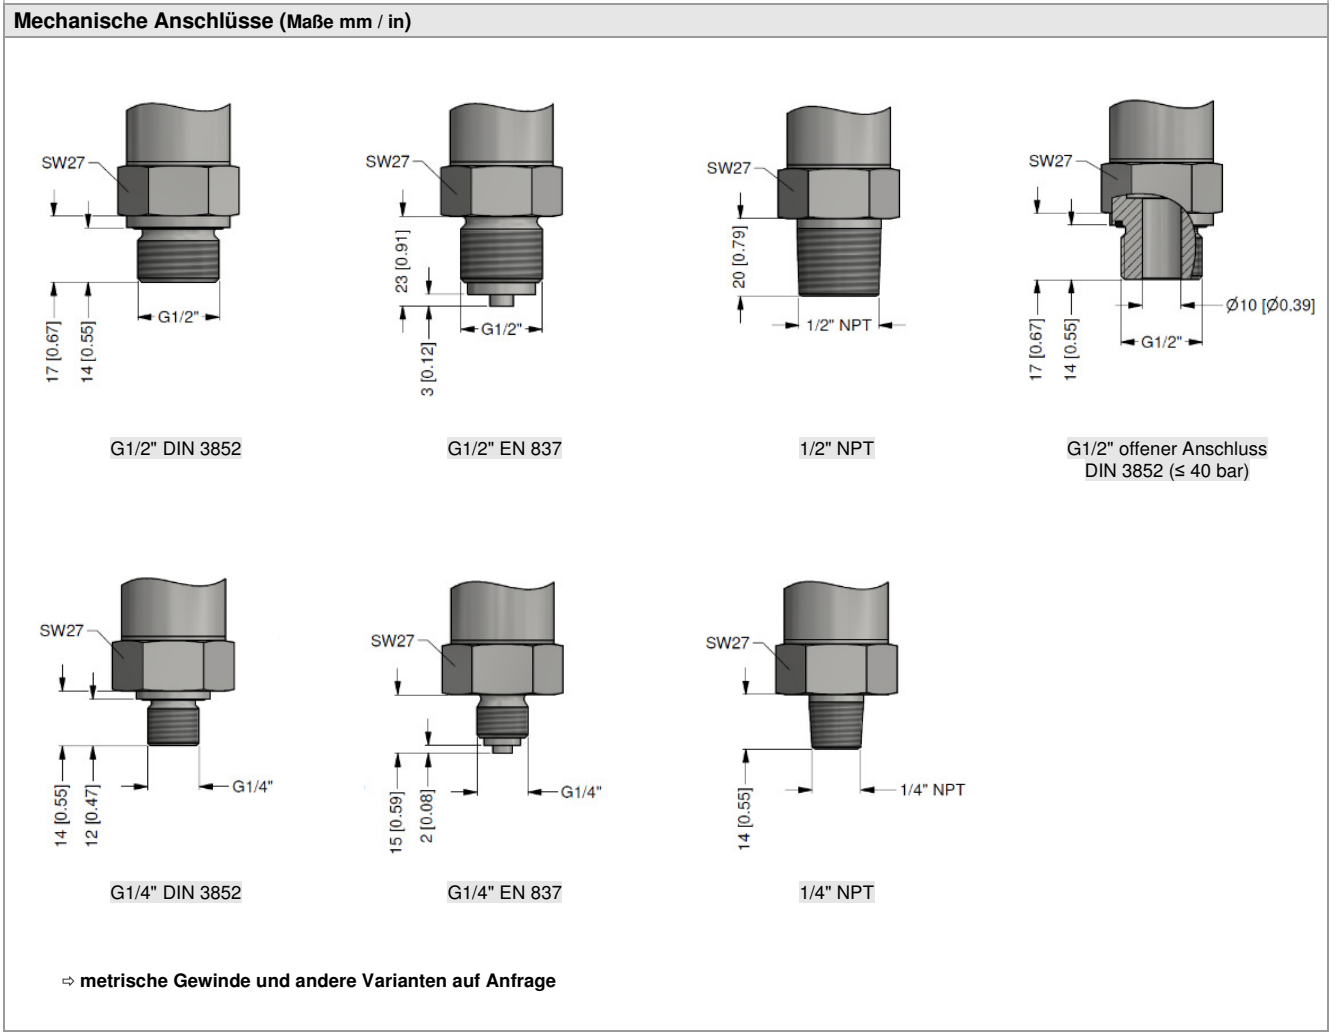 Mechanische Anschlüsse (Maße mm / in)
SW27
17 [0.67]
14 [0.55]
G1/2"
G1/2" DIN 3852
SW27
23 [0.91]
3 [0.12]
G1/2"
G1/2" EN 837
SW27
20 [0.79]
1/2" NPT
1/2" NPT
SW27
17 [0.67]
14 [0.55]
Ø10 [Ø0.39]
G1/2"
G1/2" offener Anschluss
DIN 3852 (≤ 40 bar)
SW27
14 [0.55]
12 [0.47]
G1/4"
G1/4" DIN 3852
SW27
15 [0.59]
2 [0.08]
G1/4"
G1/4" EN 837
SW27
14 [0.55]
1/4" NPT
1/4" NPT
⇨ metrische Gewinde und andere Varianten auf Anfrage